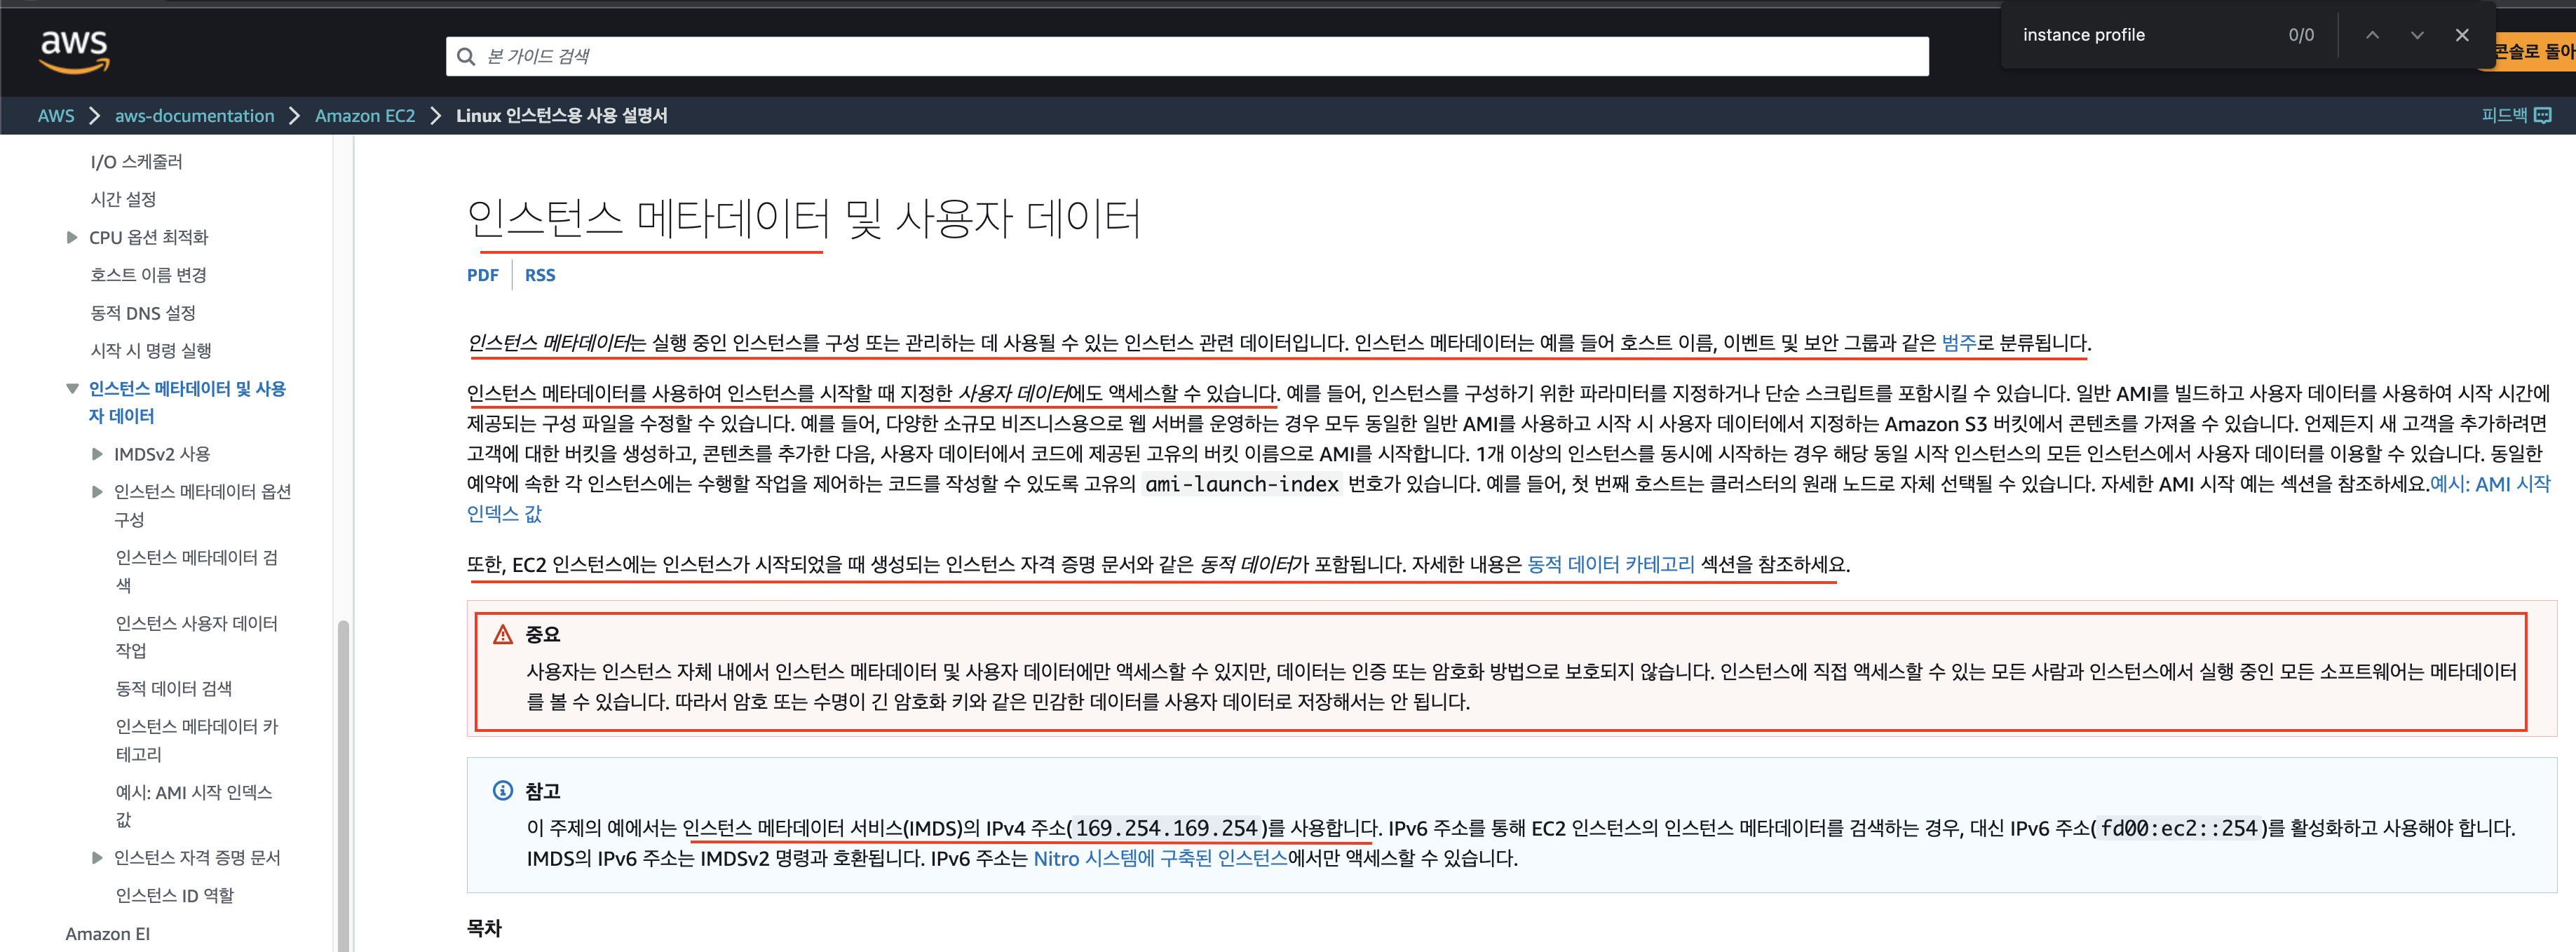 aws
본 가이드 검색
instance profile
0/0
콘솔로 돌아
AWS
aws-documentation
Amazon EC2
Linux 인스턴스용 사용 설명서
피드백
I/O 스케줄러
시간 설정
CPU 옵션 최적화
호스트 이름 변경
동적 DNS 설정
시작 시 명령 실행
인스턴스 메타데이터 및 사용
자 데이터
IMDSv2 사용
인스턴스 메타데이터 옵션
구성
인스턴스 메타데이터 검
색
인스턴스 사용자 데이터
작업
동적 데이터 검색
인스턴스 메타데이터 카
테고리
예시: AMI 시작 인덱스
값
인스턴스 자격 증명 문서
인스턴스 ID 역할
Amazon EI
인스턴스 메타데이터 및 사용자 데이터
PDF
RSS
인스턴스 메타데이터는 실행 중인 인스턴스를 구성 또는 관리하는 데 사용될 수 있는 인스턴스 관련 데이터입니다. 인스턴스 메타데이터는 예를 들어 호스트 이름, 이벤트 및 보안 그룹과 같은 범주로 분류됩니다.
인스턴스 메타데이터를 사용하여 인스턴스를 시작할 때 지정한 사용자 데이터에도 액세스할 수 있습니다. 예를 들어, 인스턴스를 구성하기 위한 파라미터를 지정하거나 단순 스크립트를 포함시킬 수 있습니다. 일반 AMI를 빌드하고 사용자 데이터를 사용하여 시작 시간에
제공되는 구성 파일을 수정할 수 있습니다. 예를 들어, 다양한 소규모 비즈니스용으로 웹 서버를 운영하는 경우 모두 동일한 일반 AMI를 사용하고 시작 시 사용자 데이터에서 지정하는 Amazon S3 버킷에서 콘텐츠를 가져올 수 있습니다. 언제든지 새 고객을 추가하려면
고객에 대한 버킷을 생성하고, 콘텐츠를 추가한 다음, 사용자 데이터에서 코드에 제공된 고유의 버킷 이름으로 AMI를 시작합니다. 1개 이상의 인스턴스를 동시에 시작하는 경우 해당 동일 시작 인스턴스의 모든 인스턴스에서 사용자 데이터를 이용할 수 있습니다. 동일한
예약에 속한 각 인스턴스에는 수행할 작업을 제어하는 코드를 작성할 수 있도록 고유의 ami-launch-index 번호가 있습니다. 예를 들어, 첫 번째 호스트는 클러스터의 원래 노드로 자체 선택될 수 있습니다. 자세한 AMI 시작 예는 섹션을 참조하세요.예시: AMI 시작
인덱스 값
또한, EC2 인스턴스에는 인스턴스가 시작되었을 때 생성되는 인스턴스 자격 증명 문서와 같은 동적 데이터가 포함됩니다. 자세한 내용은 동적 데이터 카테고리 섹션을 참조하세요.
중요
사용자는 인스턴스 자체 내에서 인스턴스 메타데이터 및 사용자 데이터에만 액세스할 수 있지만, 데이터는 인증 또는 암호화 방법으로 보호되지 않습니다. 인스턴스에 직접 액세스할 수 있는 모든 사람과 인스턴스에서 실행 중인 모든 소프트웨어는 메타데이터
를 볼 수 있습니다. 따라서 암호 또는 수명이 긴 암호화 키와 같은 민감한 데이터를 사용자 데이터로 저장해서는 안 됩니다.
참고
이 주제의 예에서는 인스턴스 메타데이터 서비스(IMDS)의 IPv4 주소(169.254.169.254)를 사용합니다. IPv6 주소를 통해 EC2 인스턴스의 인스턴스 메타데이터를 검색하는 경우, 대신 IPv6 주소(fd00:ec2::254)를 활성화하고 사용해야 합니다.
IMDS의 IPv6 주소는 IMDSv2 명령과 호환됩니다. IPv6 주소는 Nitro 시스템에 구축된 인스턴스에서만 액세스할 수 있습니다.
목차